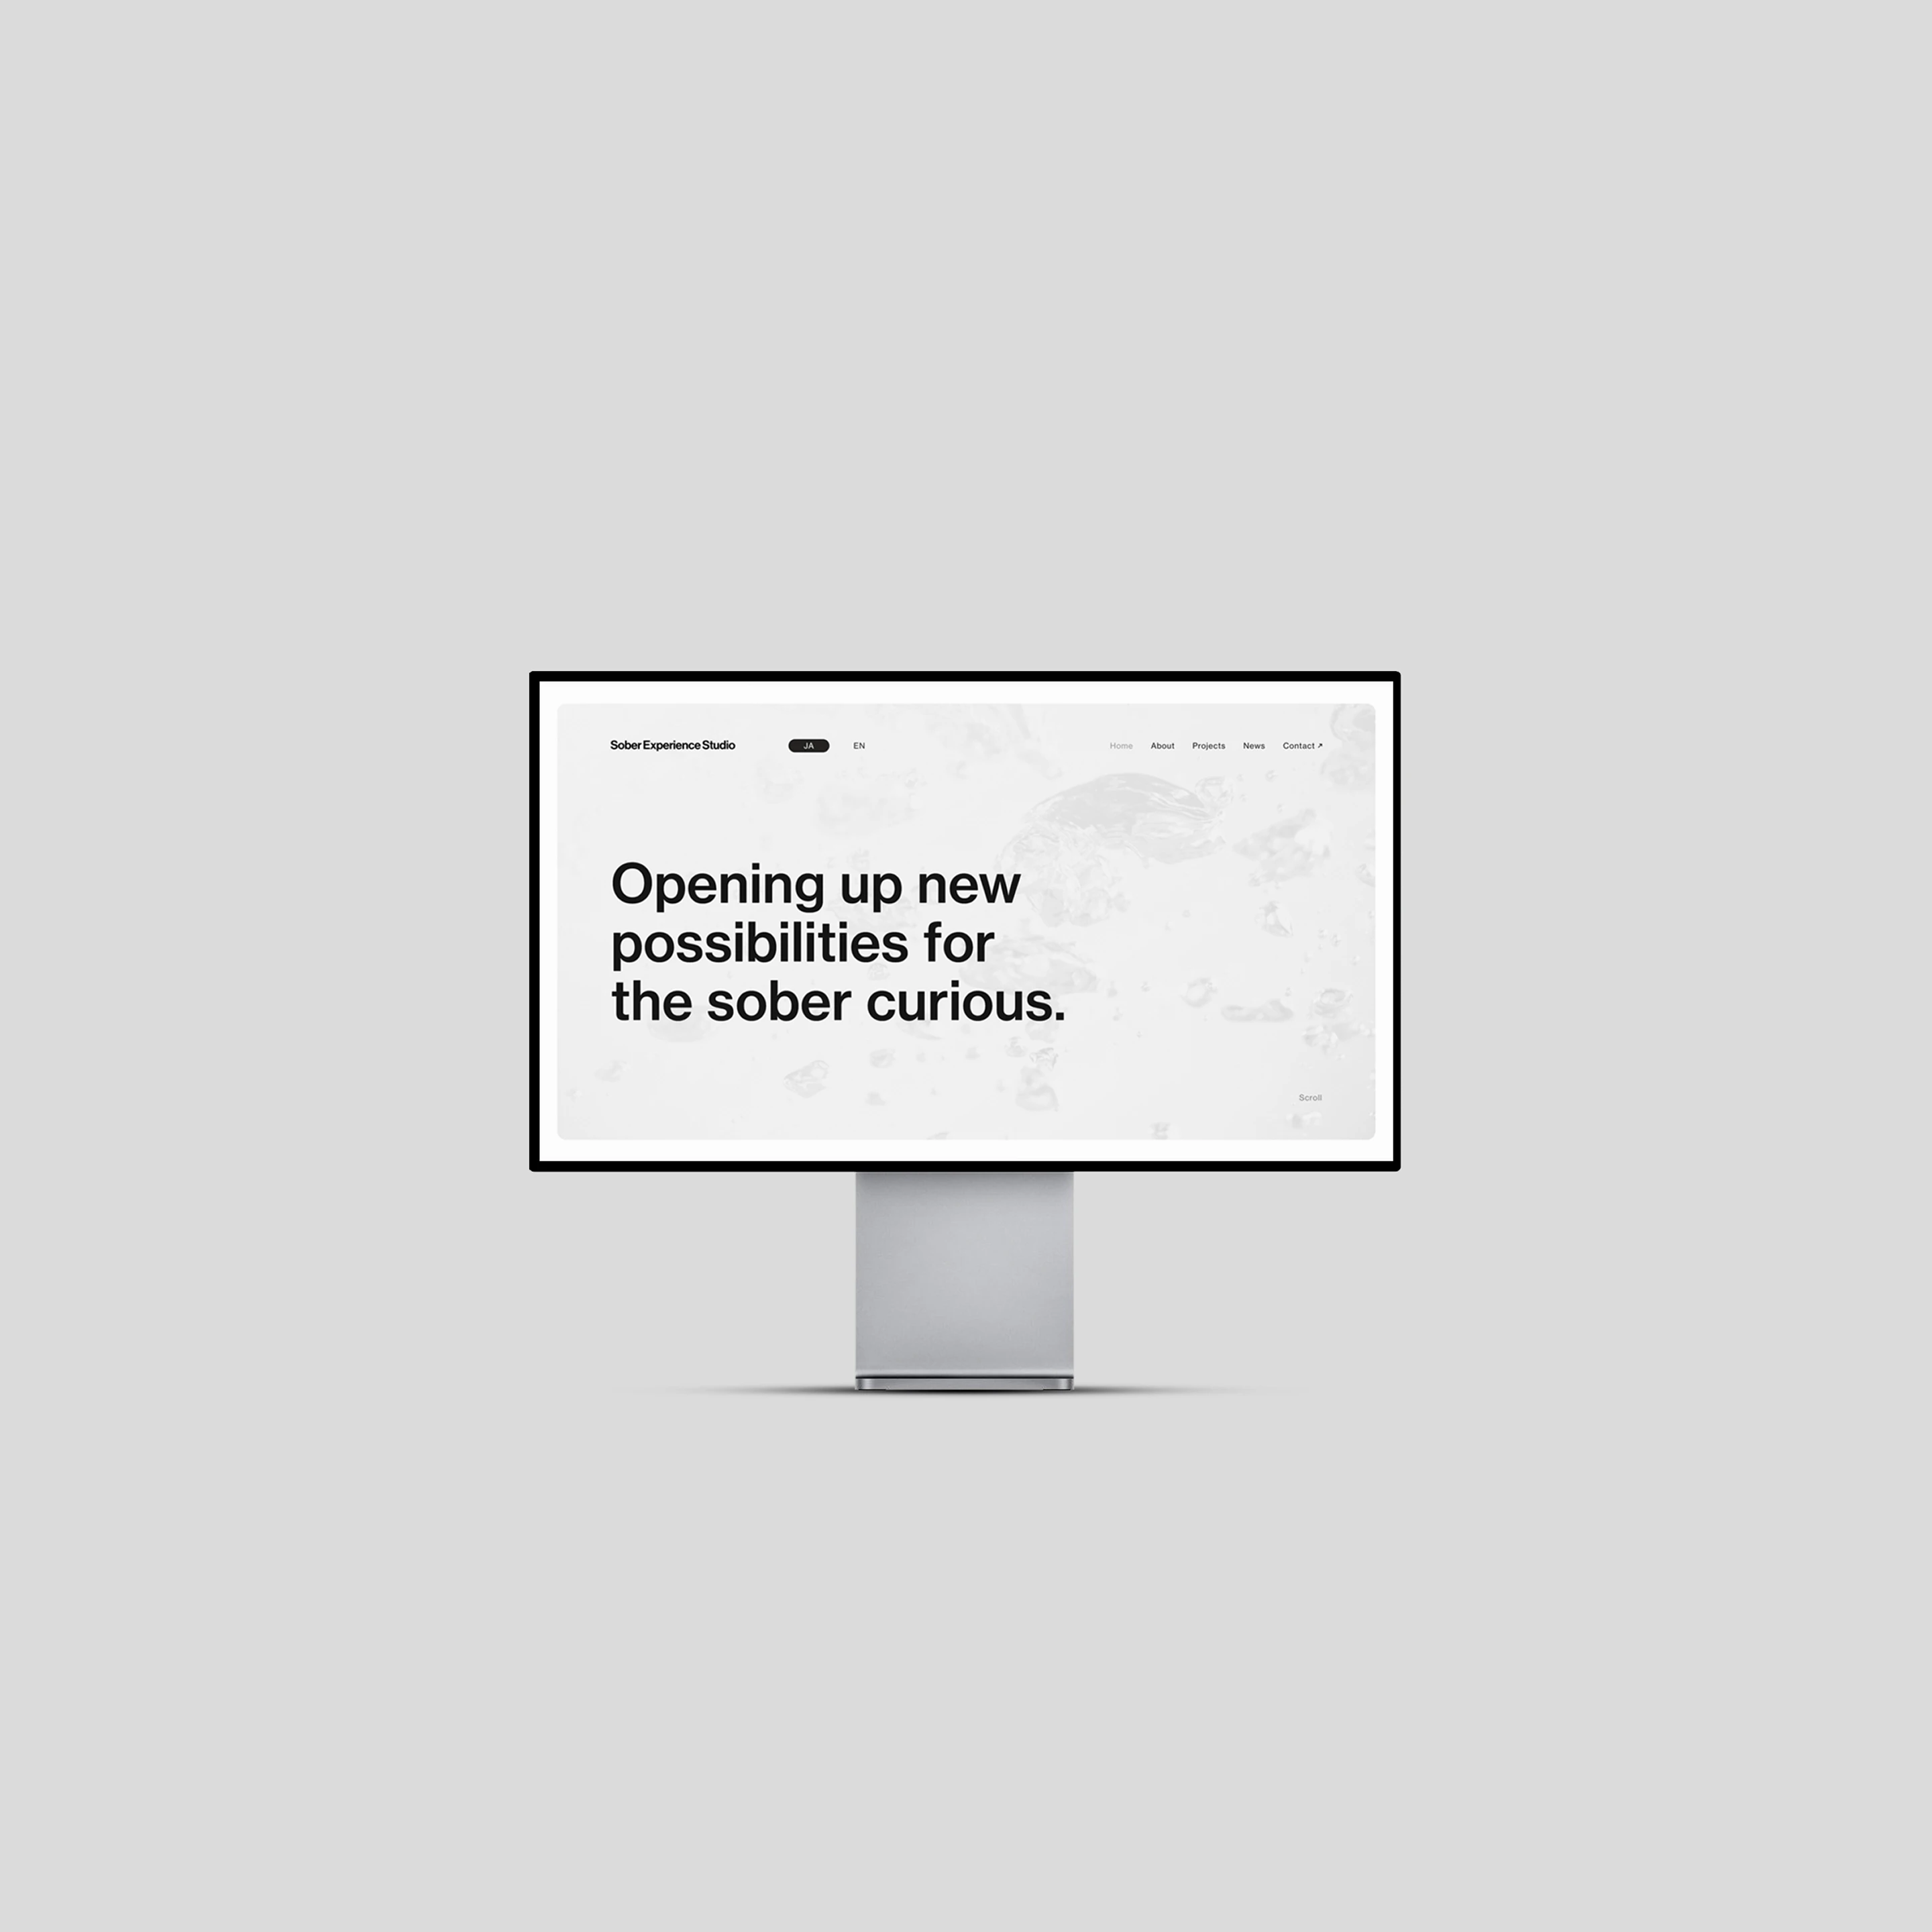 Sober Experience Studio
JA
EN
Home
About
Projects
News
Contact ↗
Opening up new
possibilities for
the sober curious.
Scroll